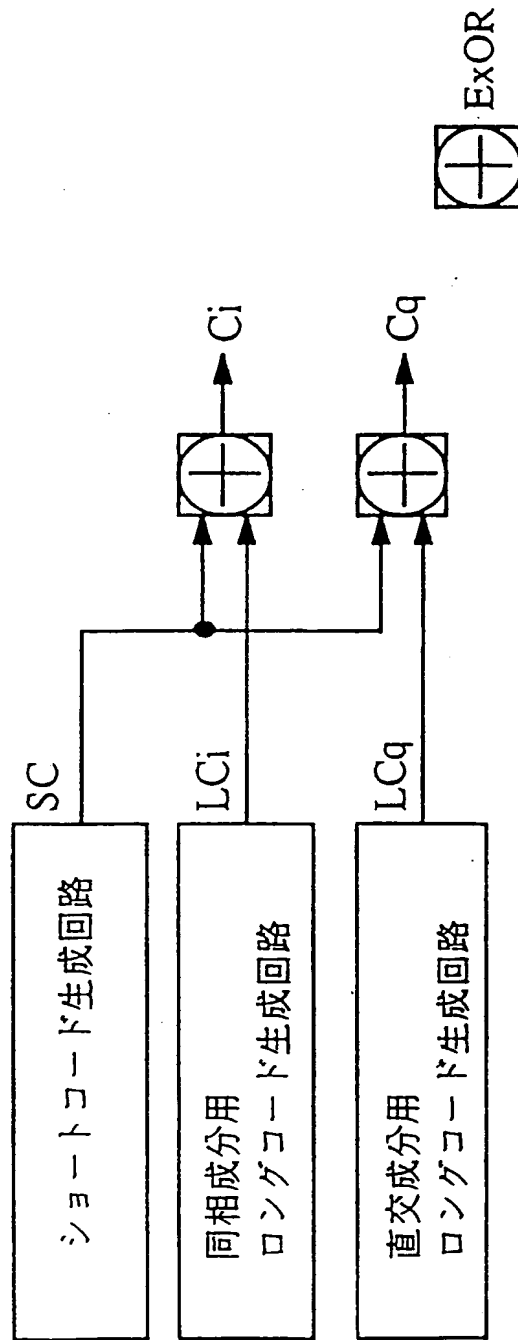 ショートコード生成回路
SC
同相成分用
ロングコード生成回路
LCi
直交成分用
ロングコード生成回路
LCq
Ci
Cq
ExOR